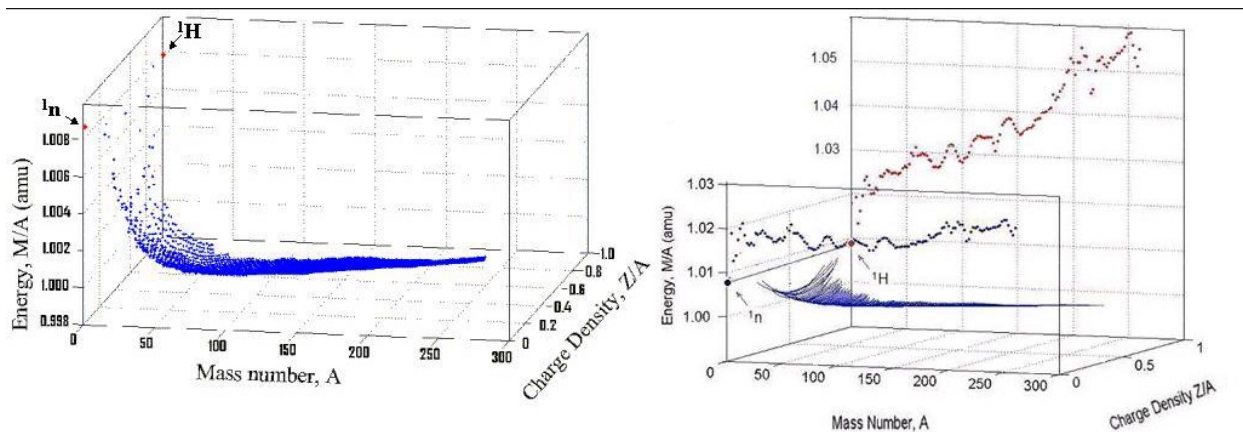 ¹H
¹n
1.008
1.006
1.004
1.002
1.000
0.998
Energy, M/A (amu)
0 50 100 150 200 250 300
Mass number, A
0 0.2 0.4 0.6 0.8 1.0
Charge Density, Z/A
1.05
1.04
1.03
1.03
1.02
1.01
1.00
Energy, M/A (amu)
¹H
¹n
0 50 100 150 200 250 300
Mass Number, A
0 0.5 1
Charge Density Z/A